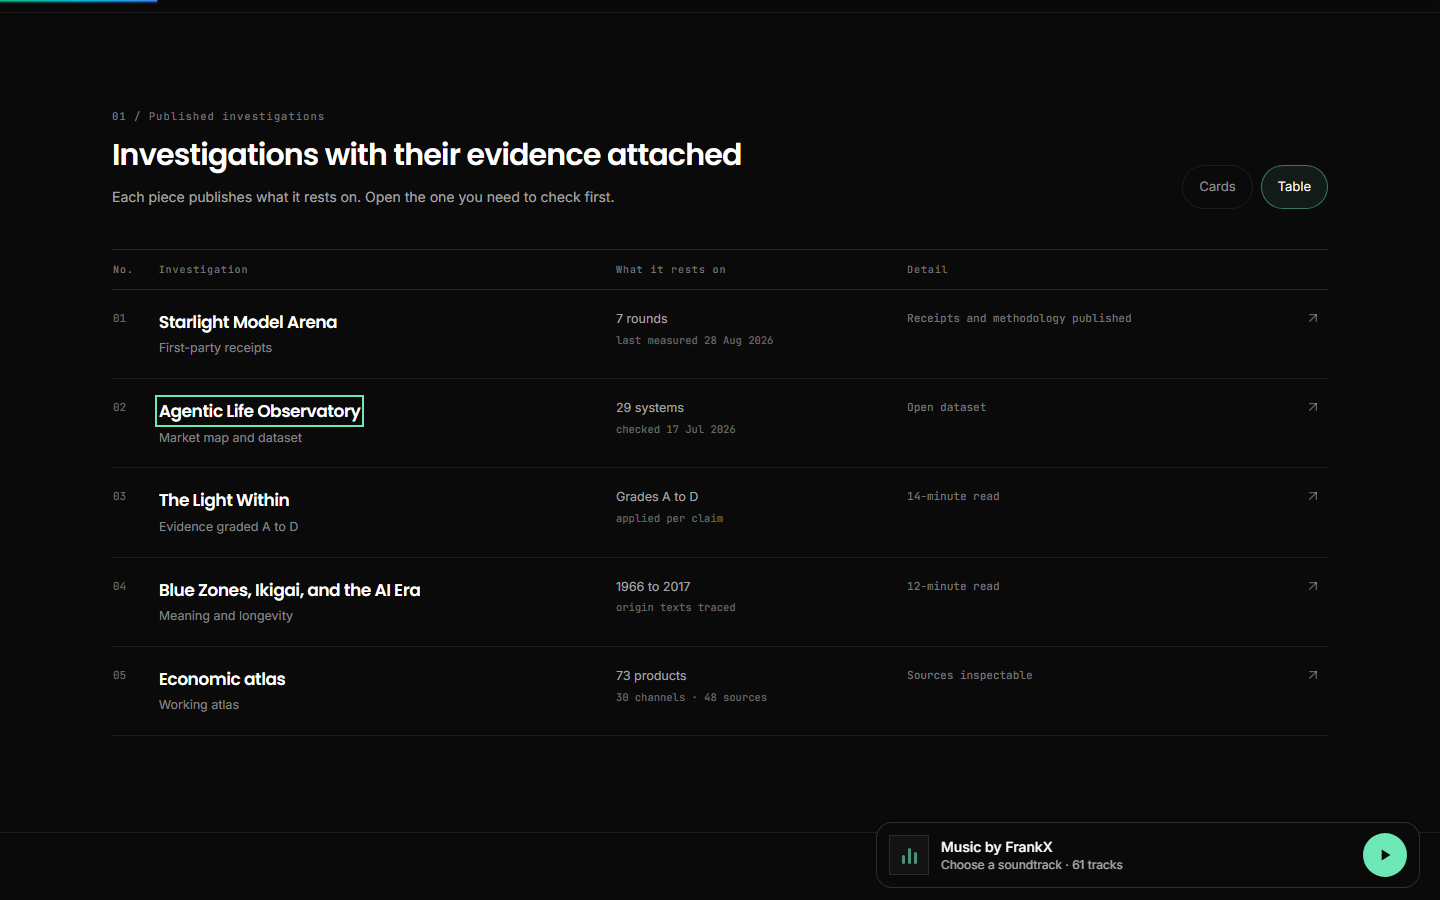 01 / Published investigations
Investigations with their evidence attached
Each piece publishes what it rests on. Open the one you need to check first.
Cards
Table
No.
Investigation
What it rests on
Detail
01
Starlight Model Arena
First-party receipts
7 rounds
last measured 28 Aug 2026
Receipts and methodology published
02
Agentic Life Observatory
Market map and dataset
29 systems
checked 17 Jul 2026
Open dataset
03
The Light Within
Evidence graded A to D
Grades A to D
applied per claim
14-minute read
04
Blue Zones, Ikigai, and the AI Era
Meaning and longevity
1966 to 2017
origin texts traced
12-minute read
05
Economic atlas
Working atlas
73 products
30 channels · 48 sources
Sources inspectable
Music by FrankX
Choose a soundtrack · 61 tracks